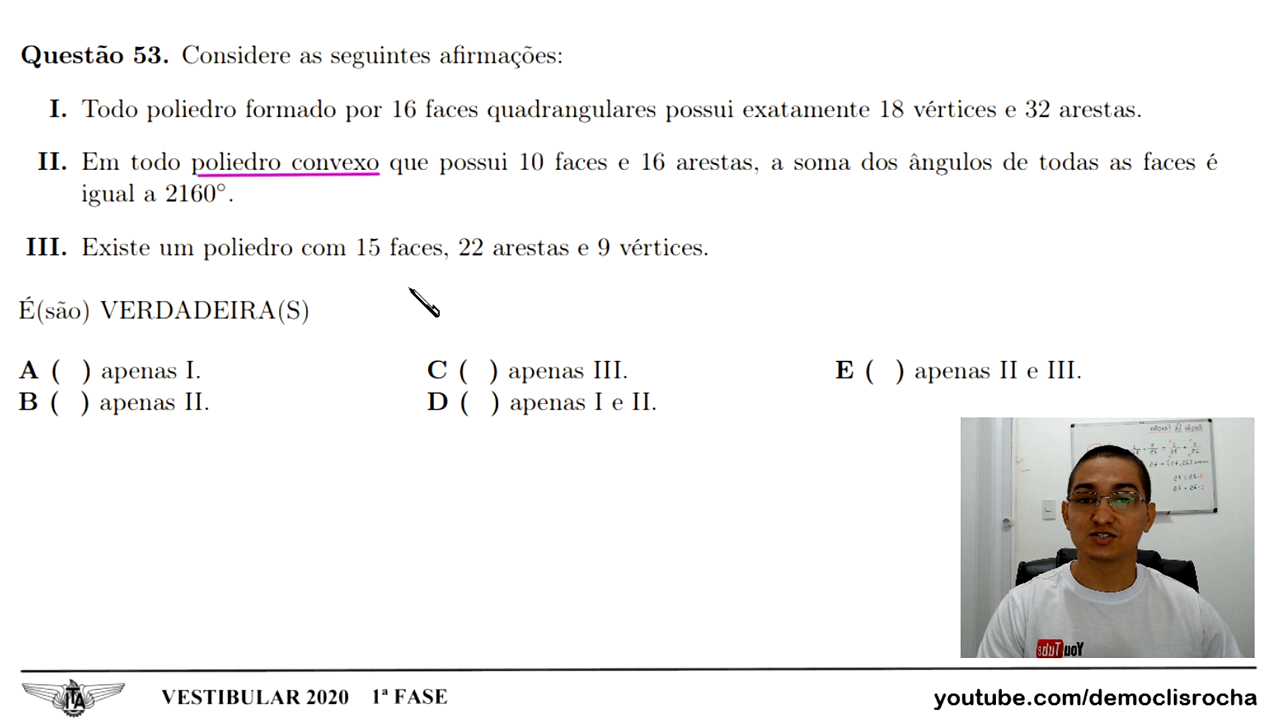 Questão 53. Considere as seguintes afirmações:
I. Todo poliedro formado por 16 faces quadrangulares possui exatamente 18 vértices e 32 arestas.
II. Em todo poliedro convexo que possui 10 faces e 16 arestas, a soma dos ângulos de todas as faces é
igual a 2160°.
III. Existe um poliedro com 15 faces, 22 arestas e 9 vértices.
É(são) VERDADEIRA(S)
A ( ) apenas I.
B ( ) apenas II.
C ( ) apenas III.
D ( ) apenas I e II.
E ( ) apenas II e III.
YouTube
ITA
VESTIBULAR 2020 1ª FASE
youtube.com/democlisrocha